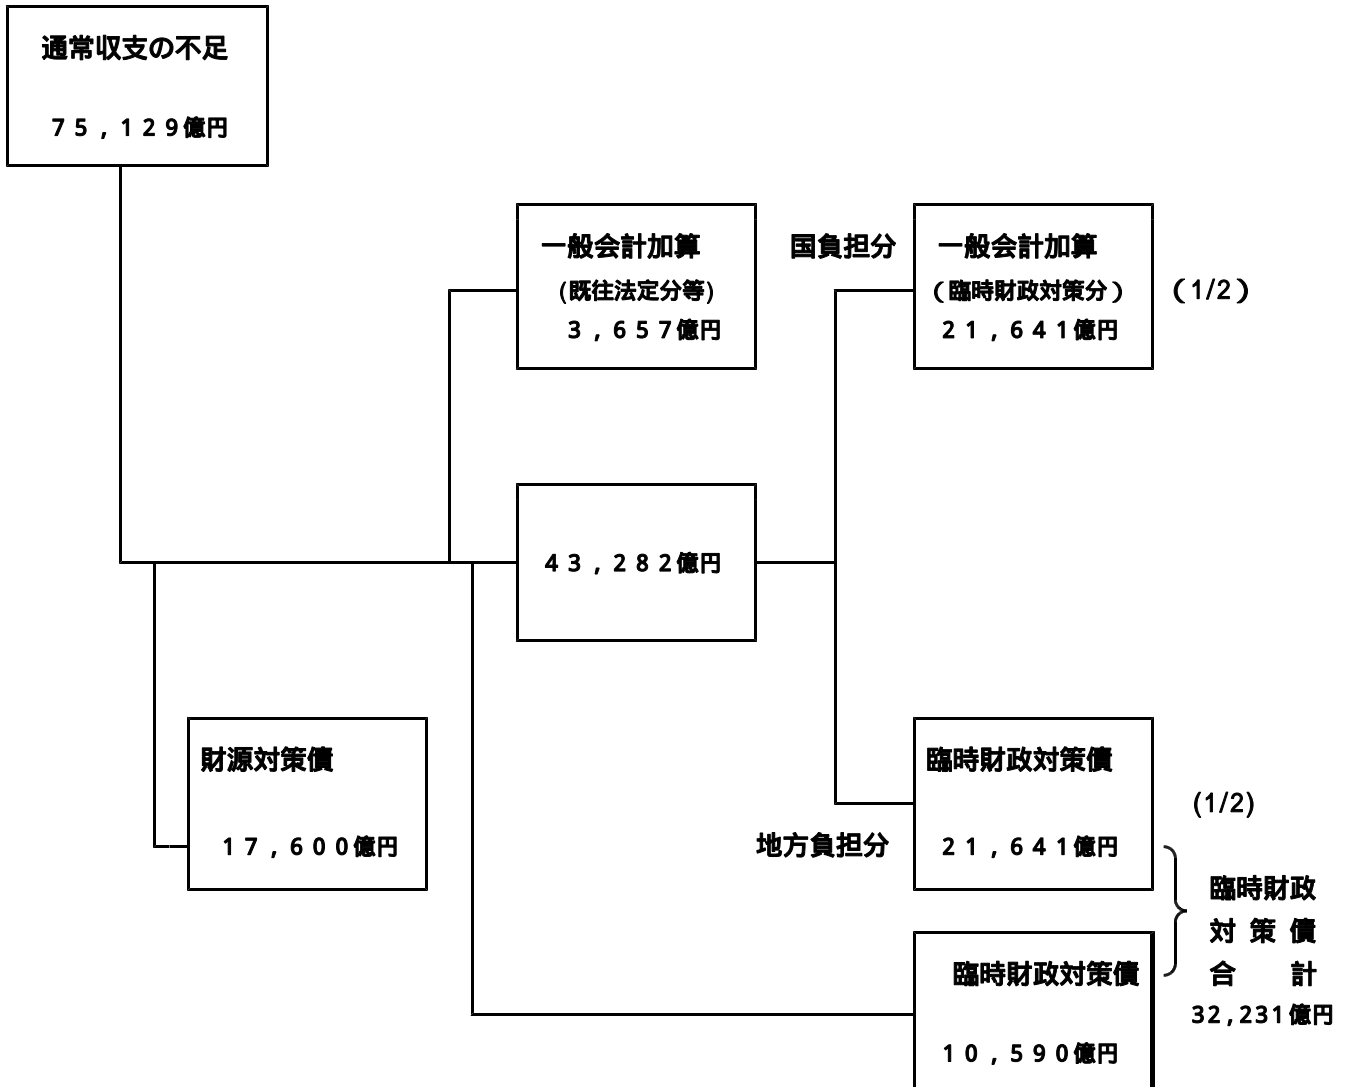 通常収支の不足
７５,１２９億円
一般会計加算
(既往法定分等)
３,６５７億円
国負担分
一般会計加算
（臨時財政対策分）
２１,６４１億円
（1/2）
４３,２８２億円
財源対策債
１７,６００億円
臨時財政対策債
２１,６４１億円
(1/2)
地方負担分
臨時財政対策債
１０,５９０億円
臨時財政
対策債
合計
32,231億円